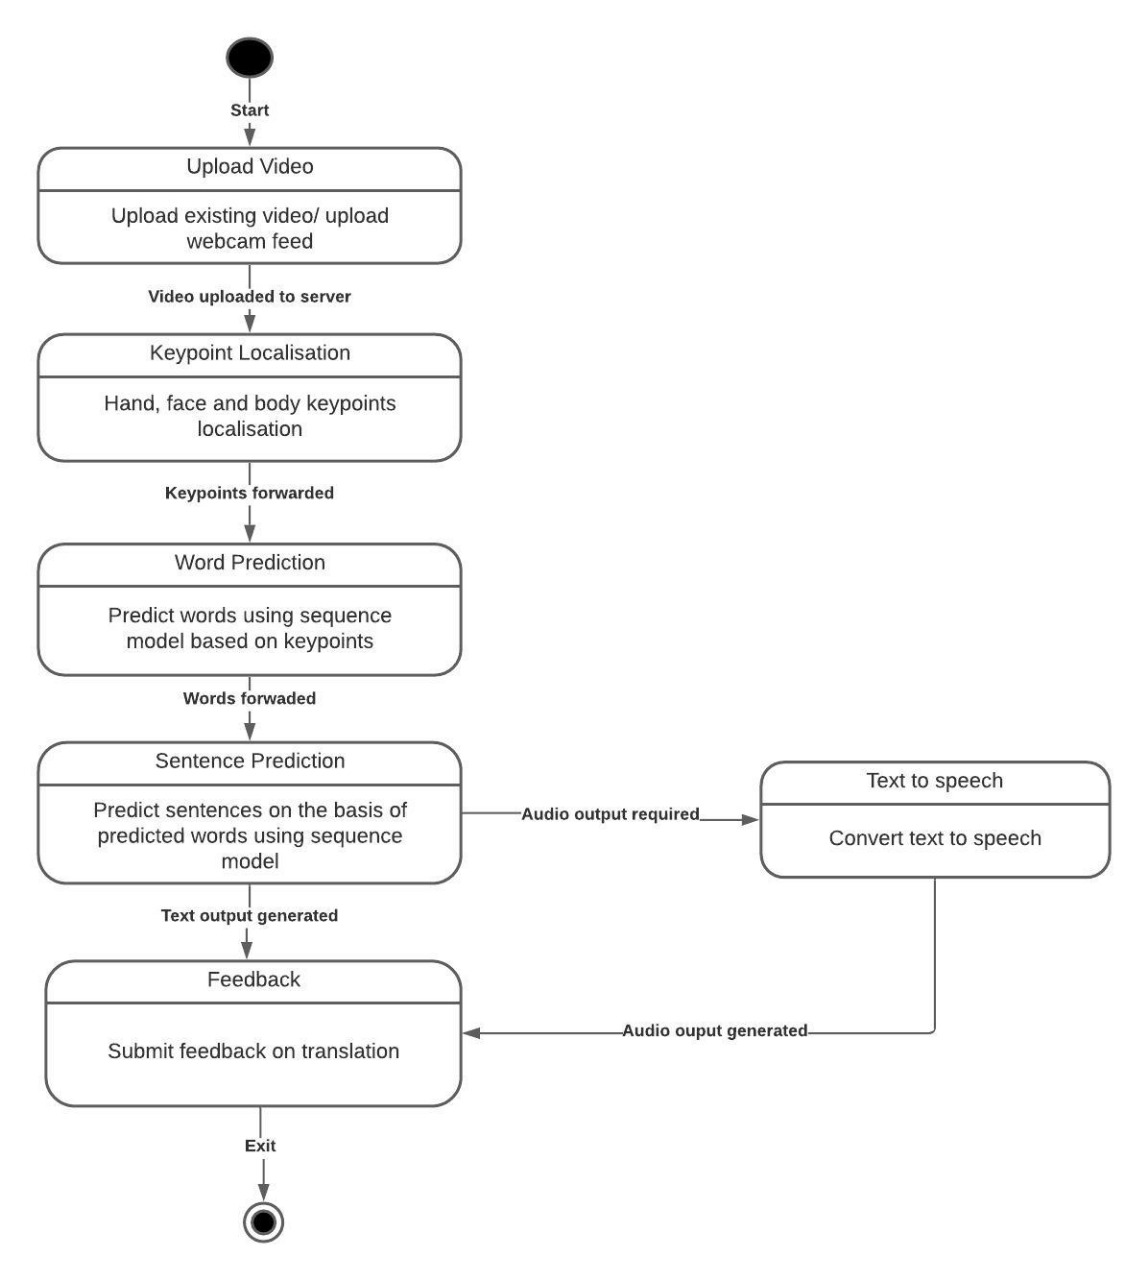 Start
Upload Video
Upload existing video/ upload
webcam feed
Video uploaded to server
Keypoint Localisation
Hand, face and body keypoints
localisation
Keypoints forwarded
Word Prediction
Predict words using sequence
model based on keypoints
Words forwaded
Sentence Prediction
Predict sentences on the basis of
predicted words using sequence
model
Audio output required
Text to speech
Convert text to speech
Text output generated
Feedback
Submit feedback on translation
Audio ouput generated
Exit